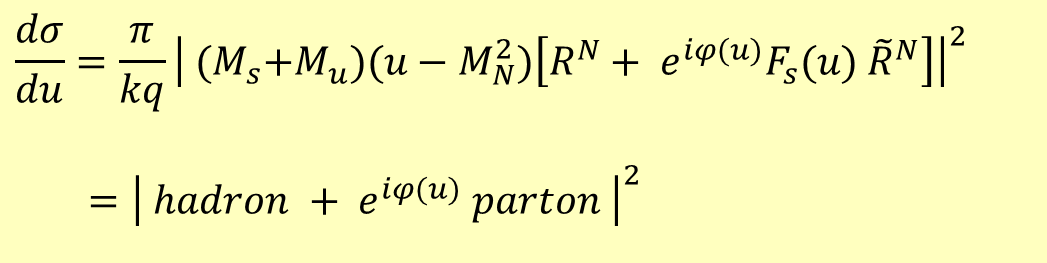 dσ/du = π/kq | (M_s+M_u)(u − M_N^2)[R^N + e^{iφ(u)}F_s(u) R̃^N]|^2
= | hadron + e^{iφ(u)} parton |^2